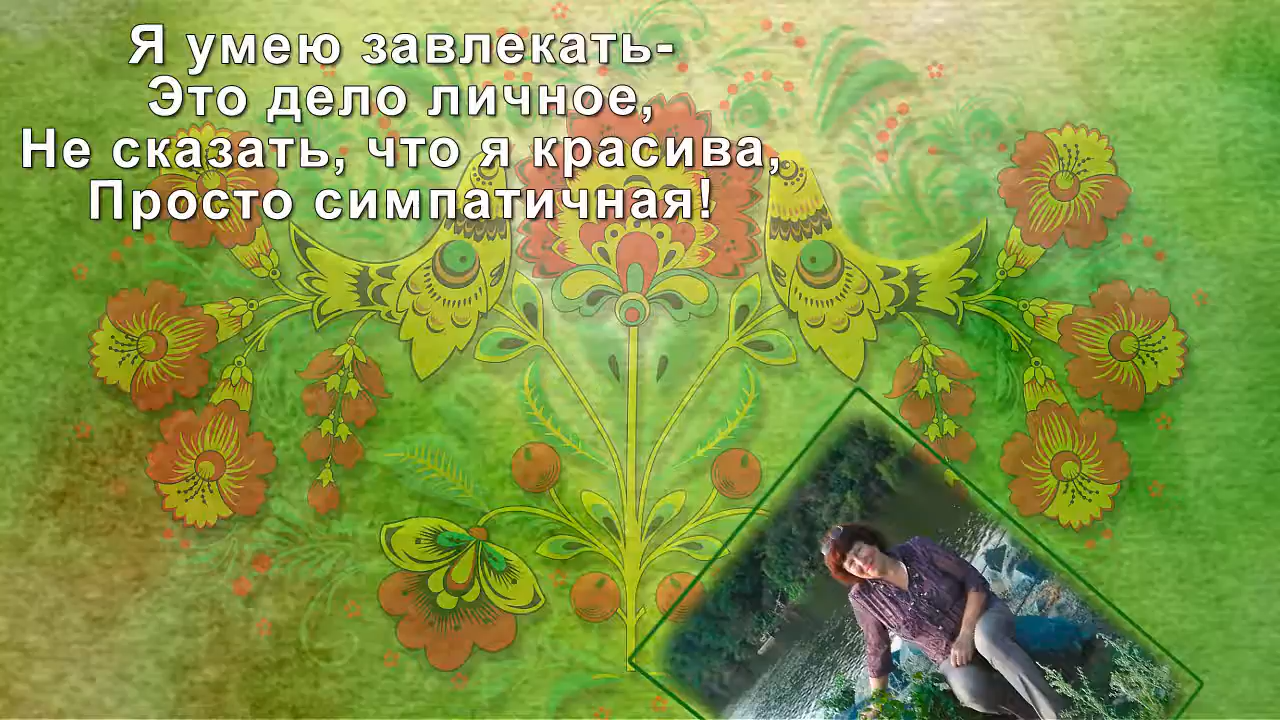 Я умею завлекать-
Это дело личное,
Не сказать, что я красива,
Просто симпатичная!